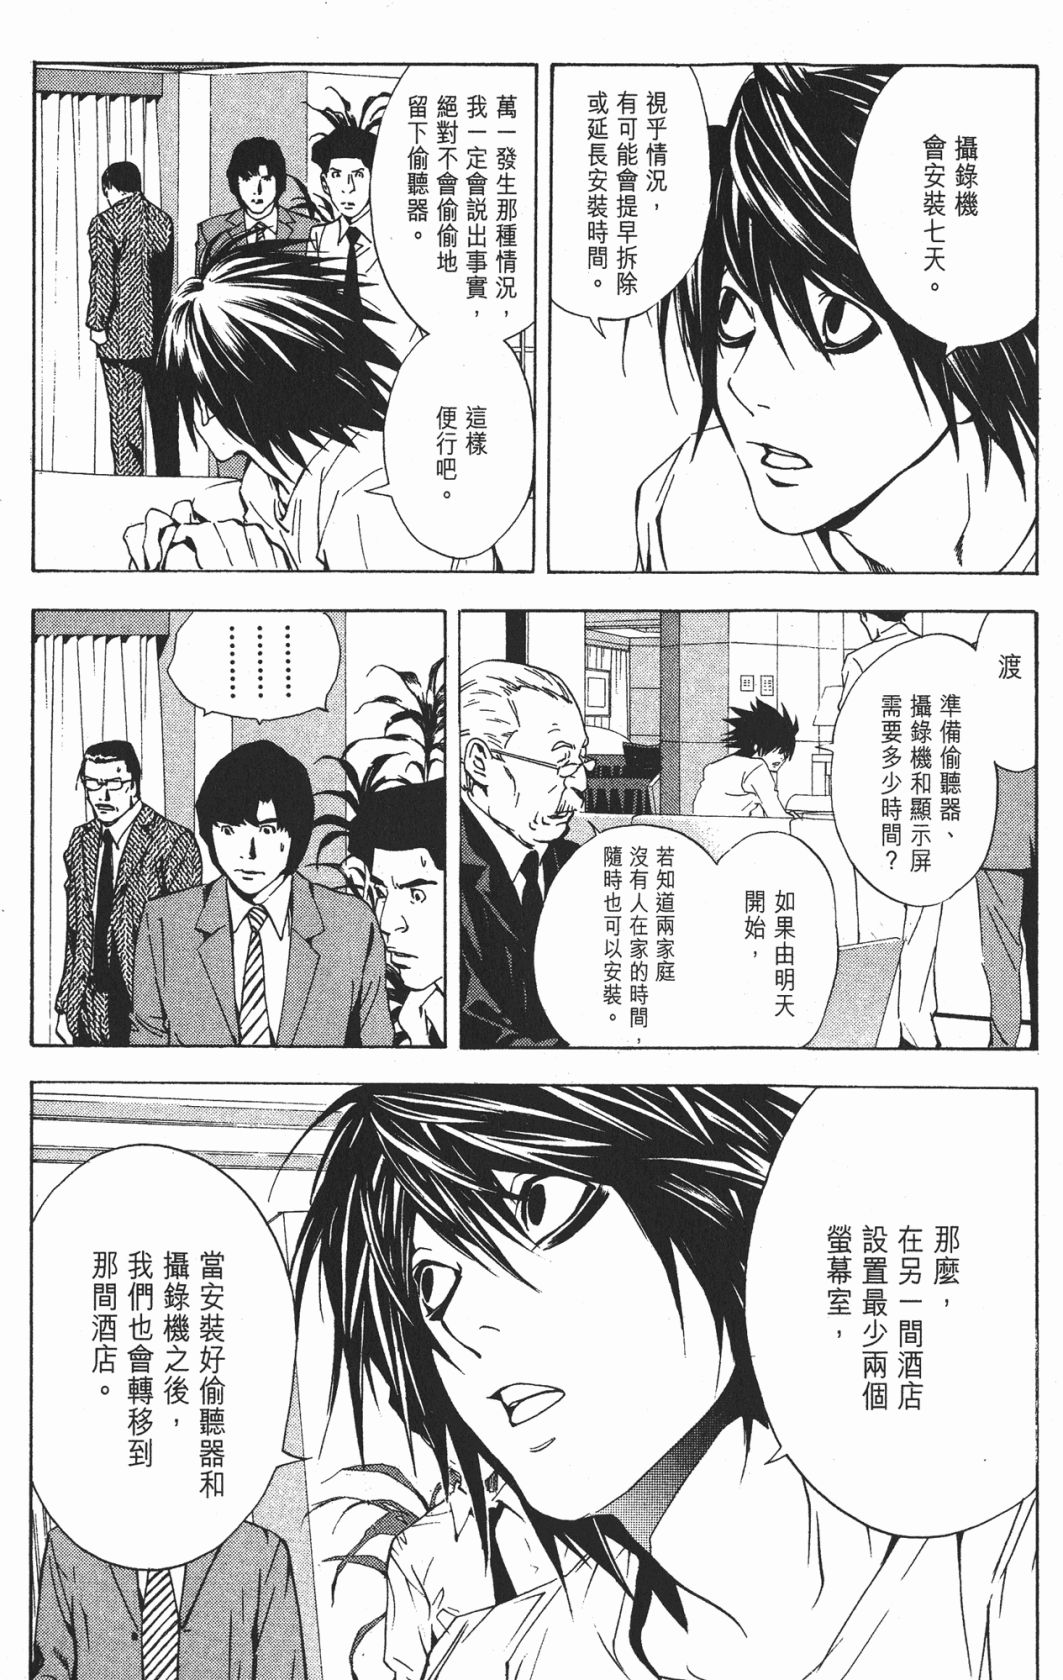 攝錄機
會安裝七天。
視乎情況，
有可能會提早拆除
或延長安裝時間。
萬一發生那種情況，
我一定會說出事實，
絕對不會偷偷地
留下偷聽器。
這樣
便行吧。
渡
準備偷聽器、
攝錄機和顯示屏
需要多少時間？
如果由明天
開始，
若知道兩家庭
沒有人在家的時間，
隨時也可以安裝。
………
那麼，
在另一間酒店
設置最少兩個
螢幕室，
當安裝好偷聽器和
攝錄機之後，
我們也會轉移到
那間酒店。